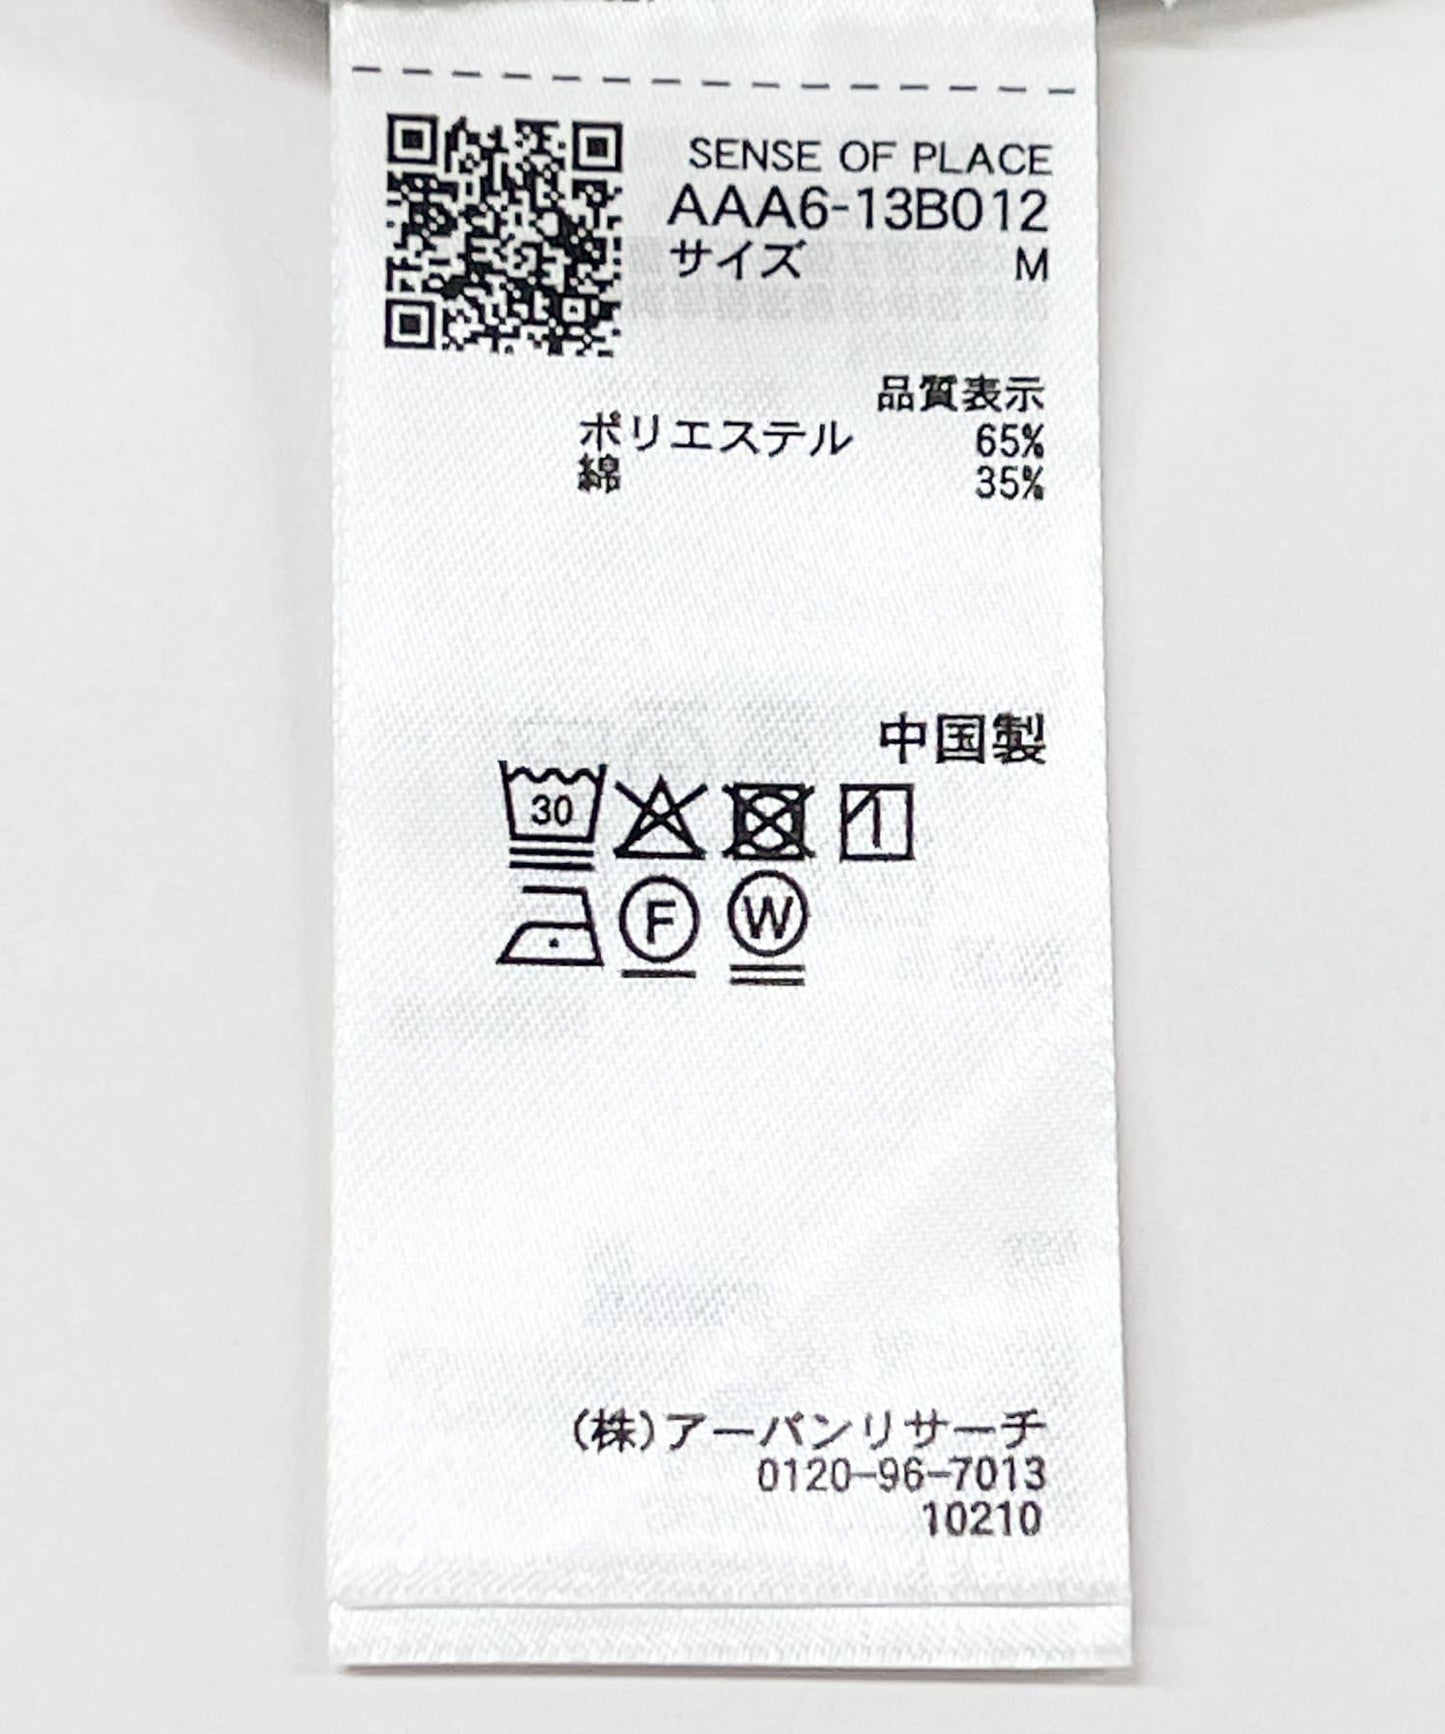 SENSE OF PLACE
AAA6-13B012
サイズ M
品質表示
ポリエステル 65%
綿 35%
中国製
30
F W
(株)アーバンリサーチ
0120-96-7013
10210